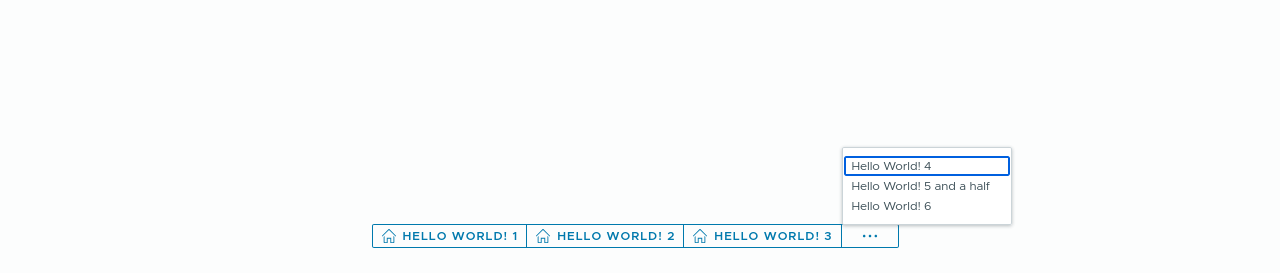 Hello World! 4
Hello World! 5 and a half
Hello World! 6
HELLO WORLD! 1 HELLO WORLD! 2 HELLO WORLD! 3 ...